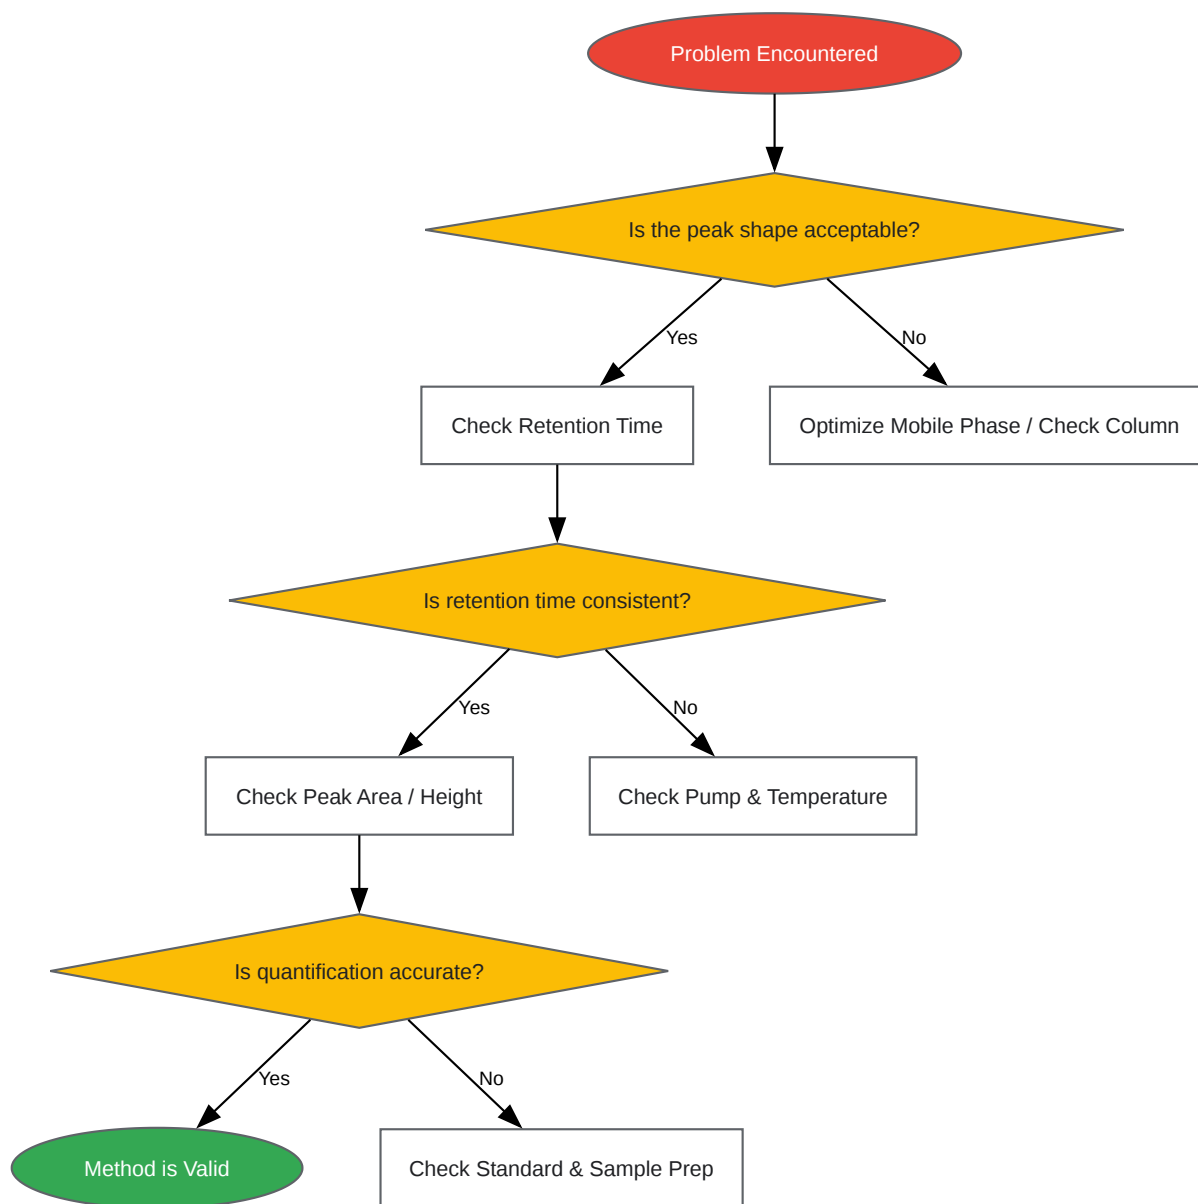 Problem Encountered
Is the peak shape acceptable?
Yes
No
Check Retention Time
Optimize Mobile Phase / Check Column
Is retention time consistent?
Yes
No
Check Peak Area / Height
Check Pump & Temperature
Is quantification accurate?
Yes
No
Method is Valid
Check Standard & Sample Prep